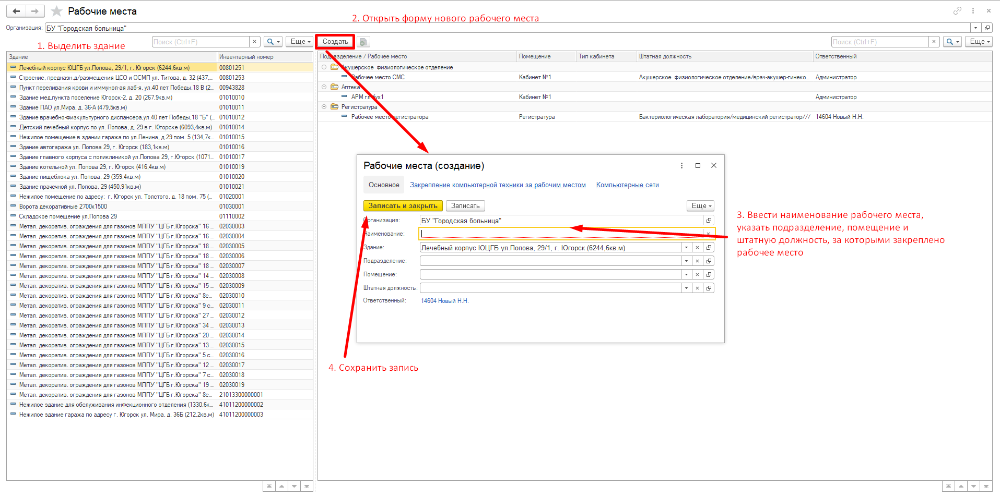 Рабочие места
2. Открыть форму нового рабочего места
Организация: БУ "Городская больница"
1. Выделить здание
Поиск (Ctrl+F) × Еще
Создать
Поиск (Ctrl+F) × Еще
Здание Инвентарный номер
Лечебный корпус ЮЦГБ ул.Попова, 29/1, г. Югорск (6244,6кв.м) 00801251
Строение, предназн.д/размещения ЦСО и ОСМП ул. Титова, д. 32 (437,... 00801253
Пункт переливания крови и иммунол-ая лаб-я, ул.40 лет Победы,18 В (2... 00943828
Здание мед.пункта поселение Югорск-2, д. 20 (267,9кв.м) 01010010
Здание ПАО ул.Мира, д. 36-А (479,5кв.м) 01010011
Здание врачебно-физкультурного диспансера,ул.40 лет Победы,18 "Б" (... 01010012
Детский лечебный корпус по ул. Попова, д. 29 в г. Югорске (6093,4кв.м) 01010014
Нежилое помещение в здании гаража по ул.Ленина, д.29 пом. 5 (134,7к... 01010015
Здание автогаража ул. Попова 29, г. Югорск (183,1кв.м) 01010016
Здание главного корпуса с поликлиникой ул.Попова 29, г.Югорск (1071... 01010017
Здание котельной ул. Попова 29, г. Югорск (416,4кв.м) 01010019
Здание пищеблока ул. Попова, 29 (359,4кв.м) 01010020
Здание прачечной ул. Попова, 29 (450,91кв.м) 01010021
Нежилое помещение по адресу: г. Югорск ул. Толстого, д. 18 пом. 75 (... 01020001
Ворота декоративные 2700х1500 01030001
Складское помещение ул.Попова 29 01110002
Метал. декоратив. ограждения для газонов МЛПУ "ЦГБ г.Югорска" 16 ... 02030003
Метал. декоратив. ограждения для газонов МЛПУ "ЦГБ г.Югорска" 16 ... 02030004
Метал. декоратив. ограждения для газонов МЛПУ "ЦГБ г.Югорска" 18 ... 02030005
Метал. декоратив. ограждения для газонов МЛПУ "ЦГБ г.Югорска" 18 ... 02030006
Метал. декоратив. ограждения для газонов МЛПУ "ЦГБ г.Югорска" 18 ... 02030007
Метал. декоратив. ограждения для газонов МЛПУ "ЦГБ г.Югорска" 14 ... 02030008
Метал. декоратив. ограждения для газонов МЛПУ "ЦГБ г.Югорска" 15 ... 02030009
Метал. декоратив. ограждения для газонов МЛПУ "ЦГБ г.Югорска" 8с... 02030010
Метал. декоратив. ограждения для газонов МЛПУ "ЦГБ г.Югорска" 9 с... 02030011
Метал. декоратив. ограждения для газонов МЛПУ "ЦГБ г.Югорска" 27 ... 02030012
Метал. декоратив. ограждения для газонов МЛПУ "ЦГБ г.Югорска" 34 ... 02030013
Метал. декоратив. ограждения для газонов МЛПУ "ЦГБ г.Югорска" 20 ... 02030014
Метал. декоратив. ограждения для газонов МЛПУ "ЦГБ г.Югорска" 13 ... 02030015
Метал. декоратив. ограждения для газонов МЛПУ "ЦГБ г.Югорска" 5 с... 02030016
Метал. декоратив. ограждения для газонов МЛПУ "ЦГБ г.Югорска" 12 ... 02030017
Метал. декоратив. ограждения для газонов МЛПУ "ЦГБ г.Югорска" 7 с... 02030018
Метал. декоратив. ограждения для газонов МЛПУ "ЦГБ г.Югорска" 19 ... 02030019
Метал. декоратив. ограждения для газонов МЛПУ "ЦГБ г.Югорска" 8с... 21013300000001
Нежилое здание для обслуживания инфекционного отделения (1330,6к... 41011200000002
Нежилое здание гаража по адресу г. Югорск ул. Мира, д. 36Б (212,2кв.м) 41011200000003
Подразделение / Рабочее место Помещение Тип кабинета Штатная должность Ответственный
Акушерское физиологическое отделение
Рабочее место СМС Кабинет №1 Акушерское физиологическое отделение/врач-акушер-гинеко... Администратор
Аптека
АРМ гл бух1 Кабинет №1 Администратор
Регистратура
Рабочее место регистратора Регистратура Бактериологическая лаборатория/медицинский регистратор/// 14604 Новый Н.Н.
Рабочие места (создание)
Основное Закрепление компьютерной техники за рабочим местом Компьютерные сети
Записать и закрыть Записать Еще
Организация: БУ "Городская больница"
Наименование:
Здание: Лечебный корпус ЮЦГБ ул.Попова, 29/1, г. Югорск (6244,6кв.м)
Подразделение:
Помещение:
Штатная должность:
Ответственный: 14604 Новый Н.Н.
3. Ввести наименование рабочего места,
указать подразделение, помещение и
штатную должность, за которыми закреплено
рабочее место
4. Сохранить запись